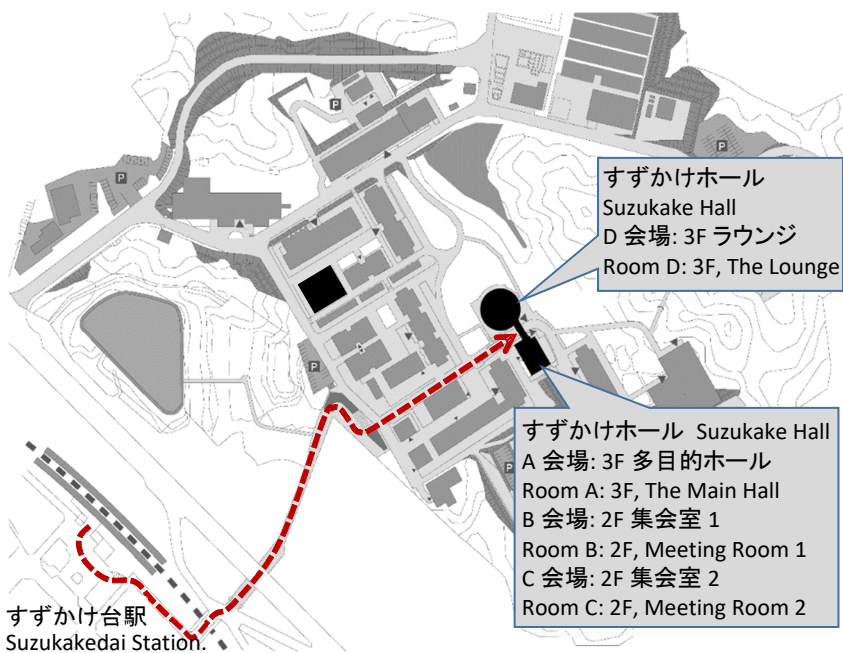 P
P
P
すずかけホール
Suzukake Hall
D 会場: 3F ラウンジ
Room D: 3F, The Lounge
P
すずかけホール Suzukake Hall
A 会場: 3F 多目的ホール
Room A: 3F, The Main Hall
B 会場: 2F 集会室 1
Room B: 2F, Meeting Room 1
C 会場: 2F 集会室 2
Room C: 2F, Meeting Room 2
P
すずかけ台駅
Suzukakedai Station.